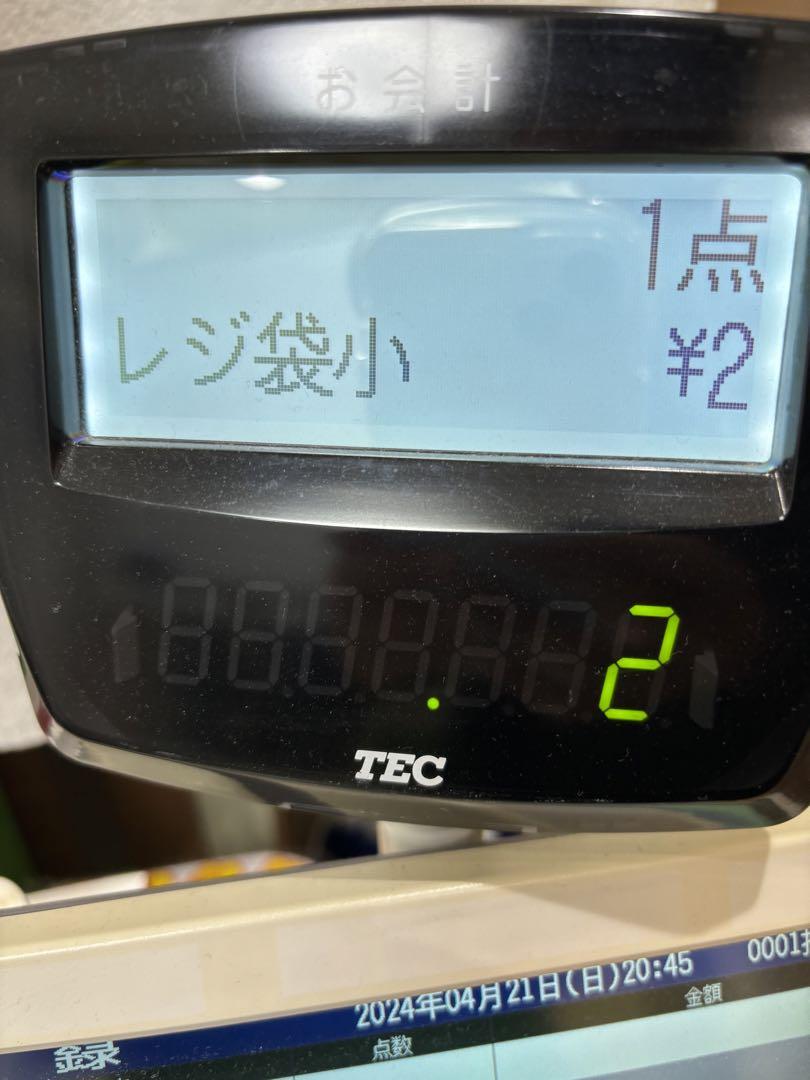 お会計
1点
レジ袋小 ¥2
2
TEC
2024年04月21日(日)20:45 0001
録 点数 金額